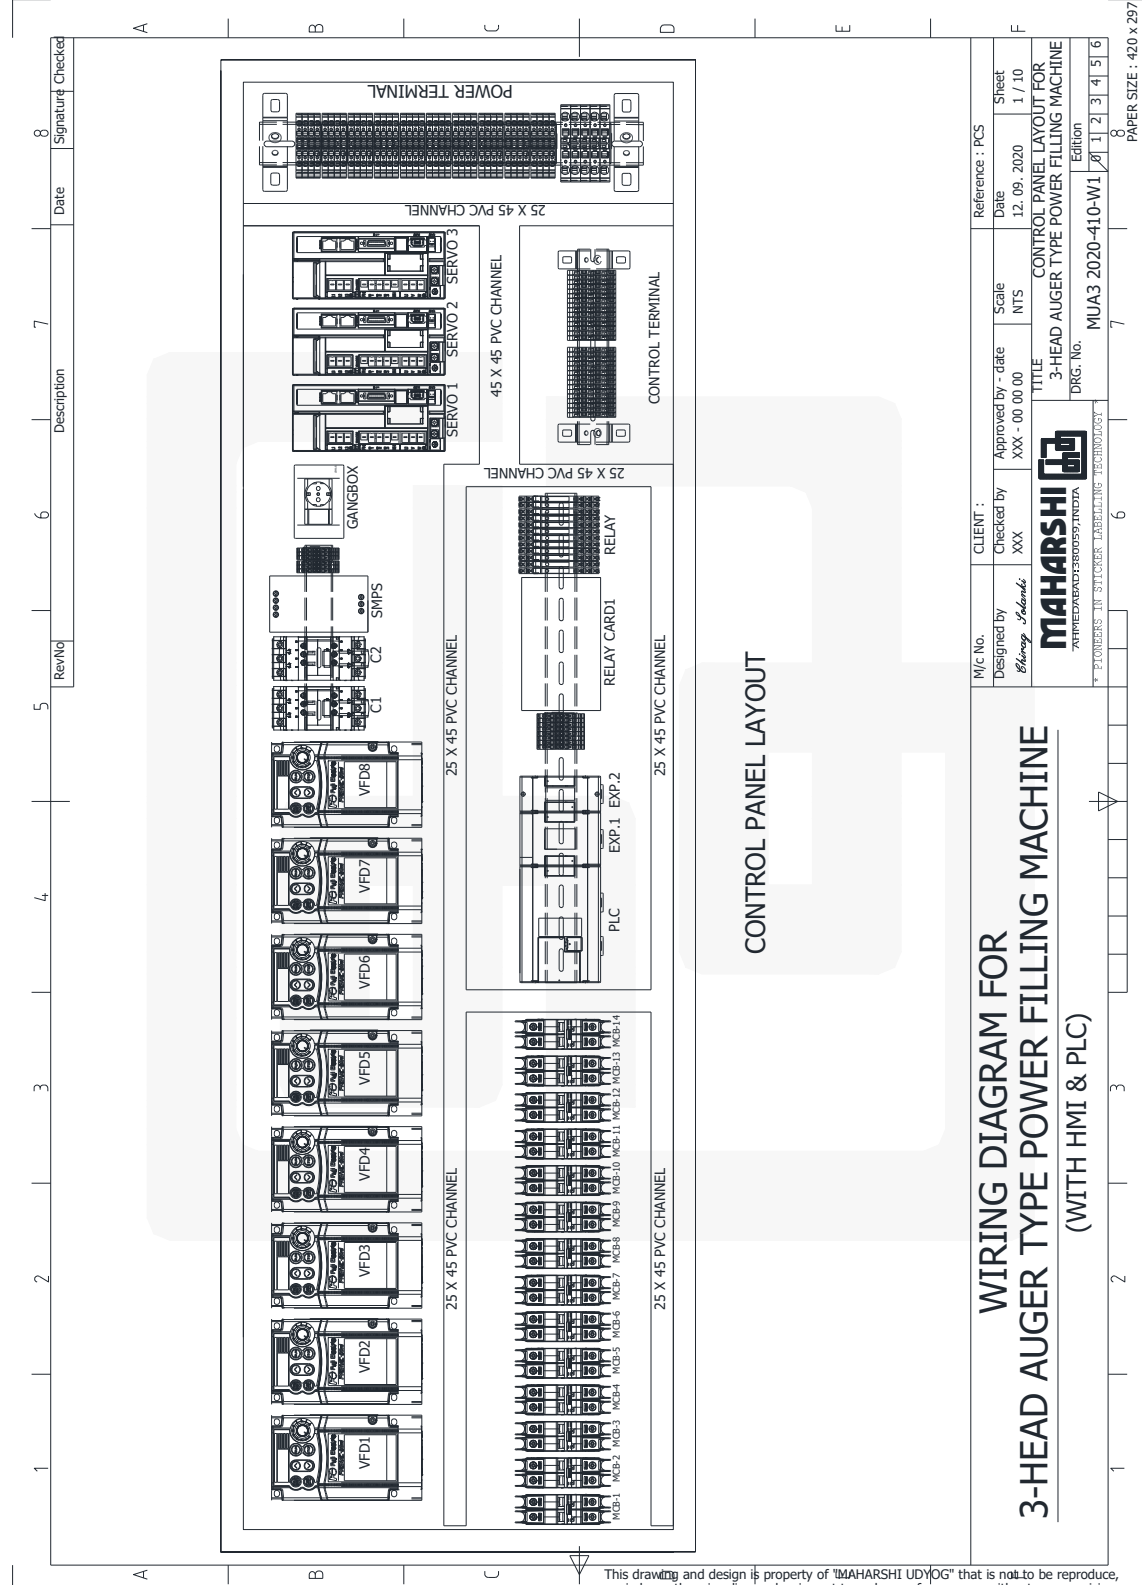 RevNo Description Date Signature Checked
1 2 3 4 5 6 7 8
A B C D E F
VFD1 VFD2 VFD3 VFD4 VFD5 VFD6 VFD7 VFD8
C1 C2 SMPS GANGBOX SERVO 1 SERVO 2 SERVO 3
POWER TERMINAL
25 X 45 PVC CHANNEL
25 X 45 PVC CHANNEL
25 X 45 PVC CHANNEL
45 X 45 PVC CHANNEL
25 X 45 PVC CHANNEL
MCB-1 MCB-2 MCB-3 MCB-4 MCB-5 MCB-6 MCB-7 MCB-8 MCB-9 MCB-10 MCB-11 MCB-12 MCB-13 MCB-14
PLC EXP.1 EXP.2 RELAY CARD1 RELAY
CONTROL TERMINAL
25 X 45 PVC CHANNEL
25 X 45 PVC CHANNEL
CONTROL PANEL LAYOUT
WIRING DIAGRAM FOR
3-HEAD AUGER TYPE POWER FILLING MACHINE
(WITH HMI & PLC)
M/c No. CLIENT : Reference : PCS
Designed by Checked by Approved by - date Scale Date Sheet
Chirag Solanki XXX XXX - 00 00 00 NTS 12. 09. 2020 1 / 10
MAHARSHI
AHMEDABAD:380059,INDIA
* PIONEERS IN STICKER LABELLING TECHNOLOGY *
TITLE CONTROL PANEL LAYOUT FOR
3-HEAD AUGER TYPE POWER FILLING MACHINE
DRG. No. Edition
MUA3 2020-410-W1 0 1 2 3 4 5 6
1 2 3 4 5 6 7 8
PAPER SIZE : 420 x 297
A B C D E F
This drawing and design is property of "MAHARSHI UDYOG" that is not to be reproduce,